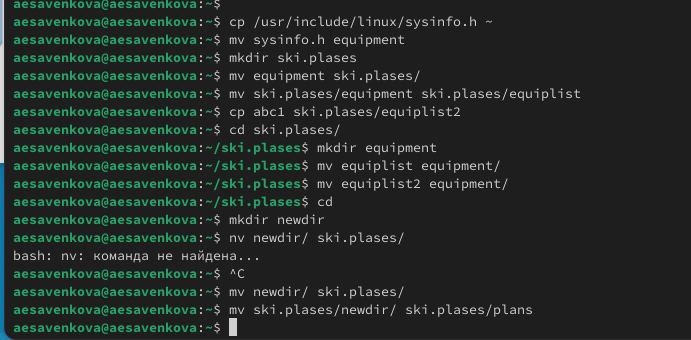 aesavenkova@aesavenkova:~$
aesavenkova@aesavenkova:~$ cp /usr/include/linux/sysinfo.h ~
aesavenkova@aesavenkova:~$ mv sysinfo.h equipment
aesavenkova@aesavenkova:~$ mkdir ski.plases
aesavenkova@aesavenkova:~$ mv equipment ski.plases/
aesavenkova@aesavenkova:~$ mv ski.plases/equipment ski.plases/equiplist
aesavenkova@aesavenkova:~$ cp abc1 ski.plases/equiplist2
aesavenkova@aesavenkova:~$ cd ski.plases/
aesavenkova@aesavenkova:~/ski.plases$ mkdir equipment
aesavenkova@aesavenkova:~/ski.plases$ mv equiplist equipment/
aesavenkova@aesavenkova:~/ski.plases$ mv equiplist2 equipment/
aesavenkova@aesavenkova:~/ski.plases$ cd
aesavenkova@aesavenkova:~$ mkdir newdir
aesavenkova@aesavenkova:~$ nv newdir/ ski.plases/
bash: nv: команда не найдена...
aesavenkova@aesavenkova:~$ ^C
aesavenkova@aesavenkova:~$ mv newdir/ ski.plases/
aesavenkova@aesavenkova:~$ mv ski.plases/newdir/ ski.plases/plans
aesavenkova@aesavenkova:~$